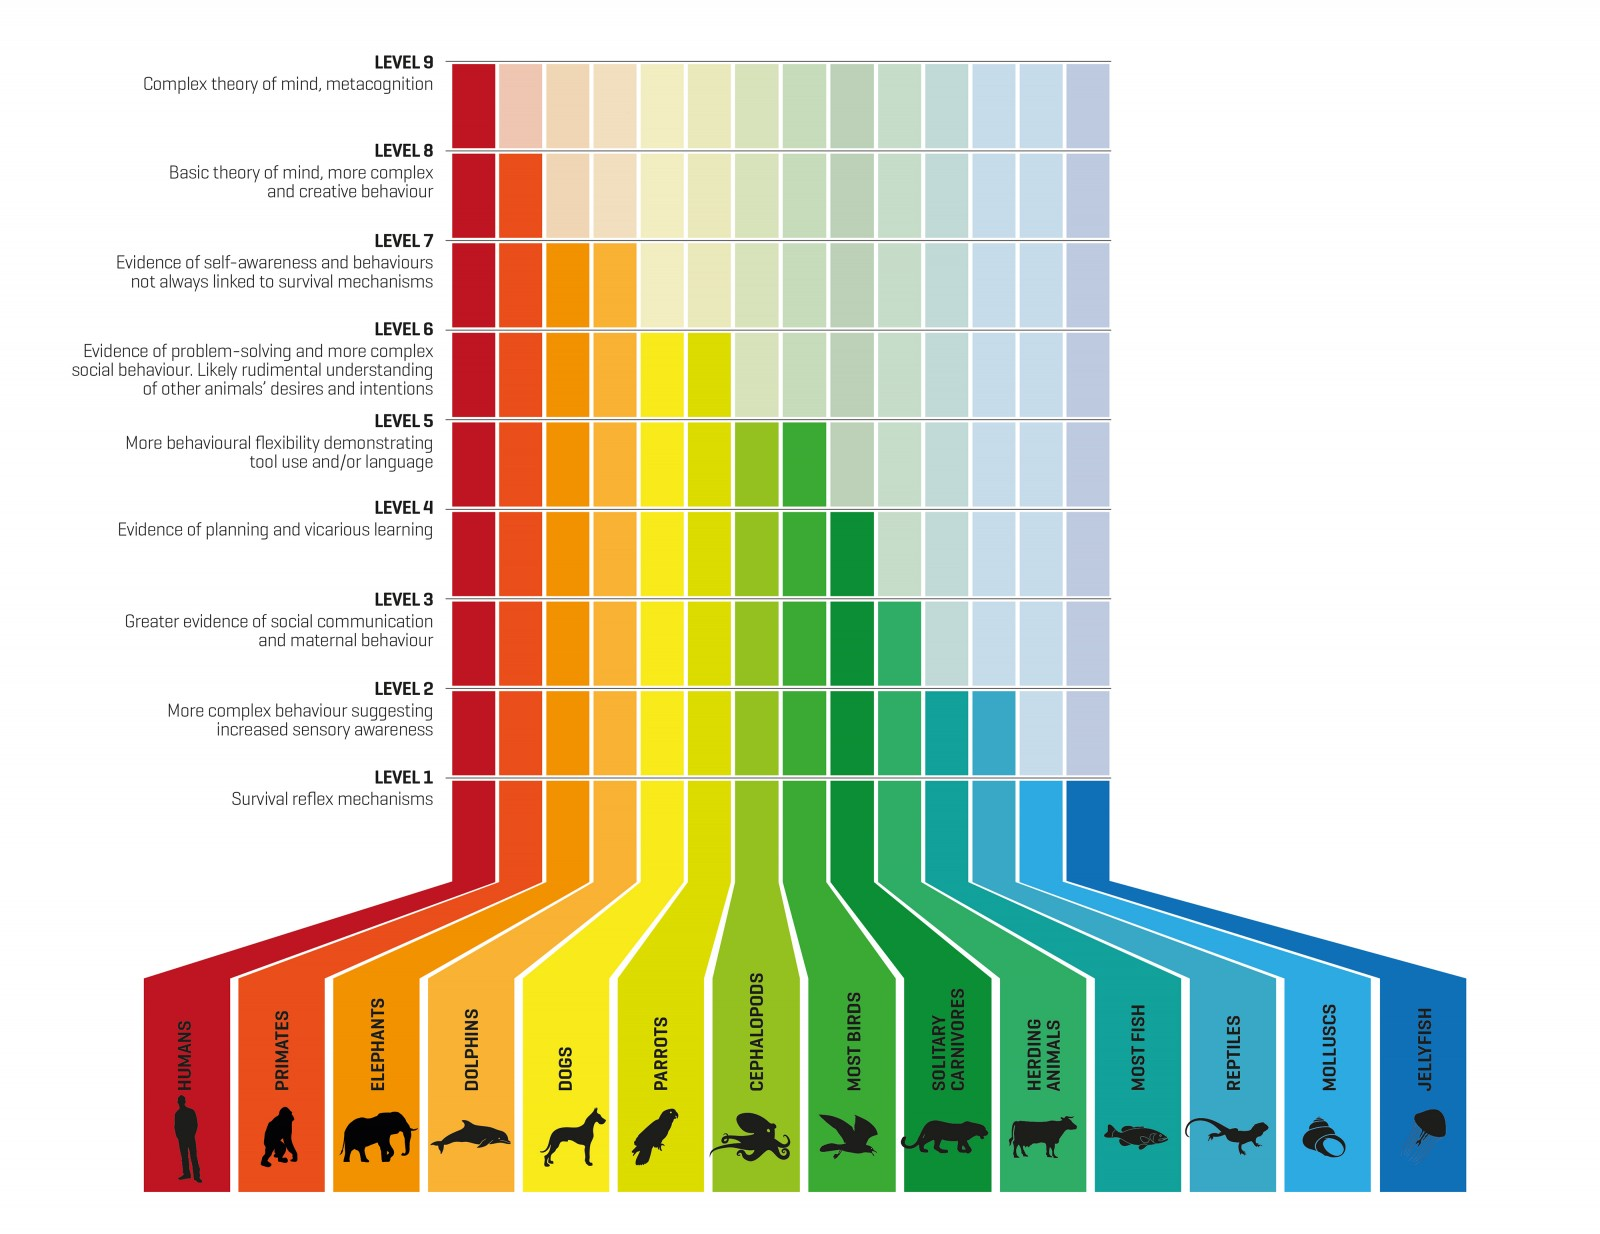 LEVEL 9
Complex theory of mind, metacognition
LEVEL 8
Basic theory of mind, more complex
and creative behaviour
LEVEL 7
Evidence of self-awareness and behaviours
not always linked to survival mechanisms
LEVEL 6
Evidence of problem-solving and more complex
social behaviour. Likely rudimental understanding
of other animals' desires and intentions
LEVEL 5
More behavioural flexibility demonstrating
tool use and/or language
LEVEL 4
Evidence of planning and vicarious learning
LEVEL 3
Greater evidence of social communication
and maternal behaviour
LEVEL 2
More complex behaviour suggesting
increased sensory awareness
LEVEL 1
Survival reflex mechanisms
HUMANS
PRIMATES
ELEPHANTS
DOLPHINS
DOGS
PARROTS
CEPHALOPODS
MOST BIRDS
SOLITARY
CARNIVORES
HERDING
ANIMALS
MOST FISH
REPTILES
MOLLUSCS
JELLYFISH